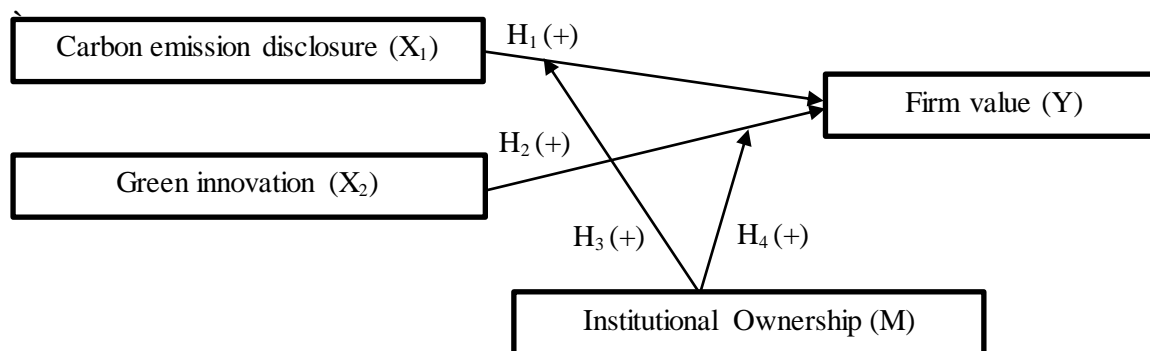 `
Carbon emission disclosure (X₁)
H₁ (+)
Firm value (Y)
H₂ (+)
Green innovation (X₂)
H₃ (+)
H₄ (+)
Institutional Ownership (M)